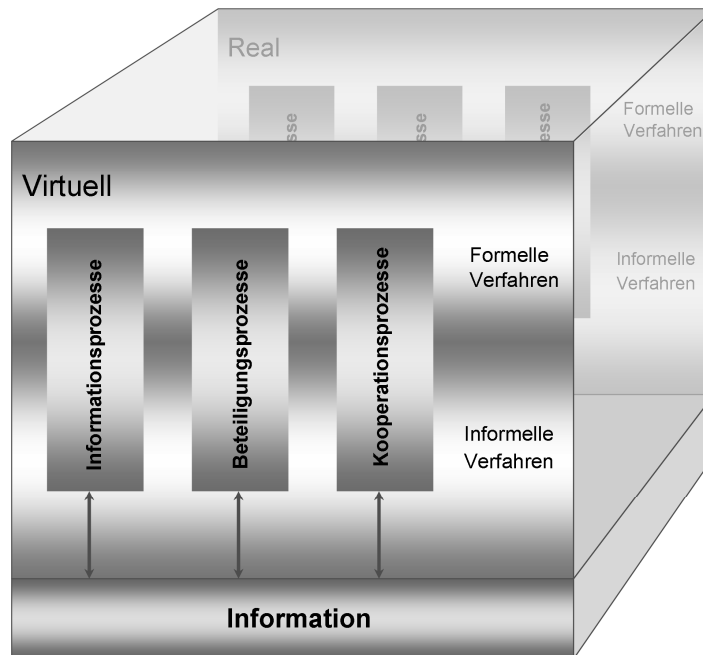 Real
Formelle
Verfahren
Informelle
Verfahren
Virtuell
Informationsprozesse
Beteiligungsprozesse
Kooperationsprozesse
Formelle
Verfahren
Informelle
Verfahren
Information